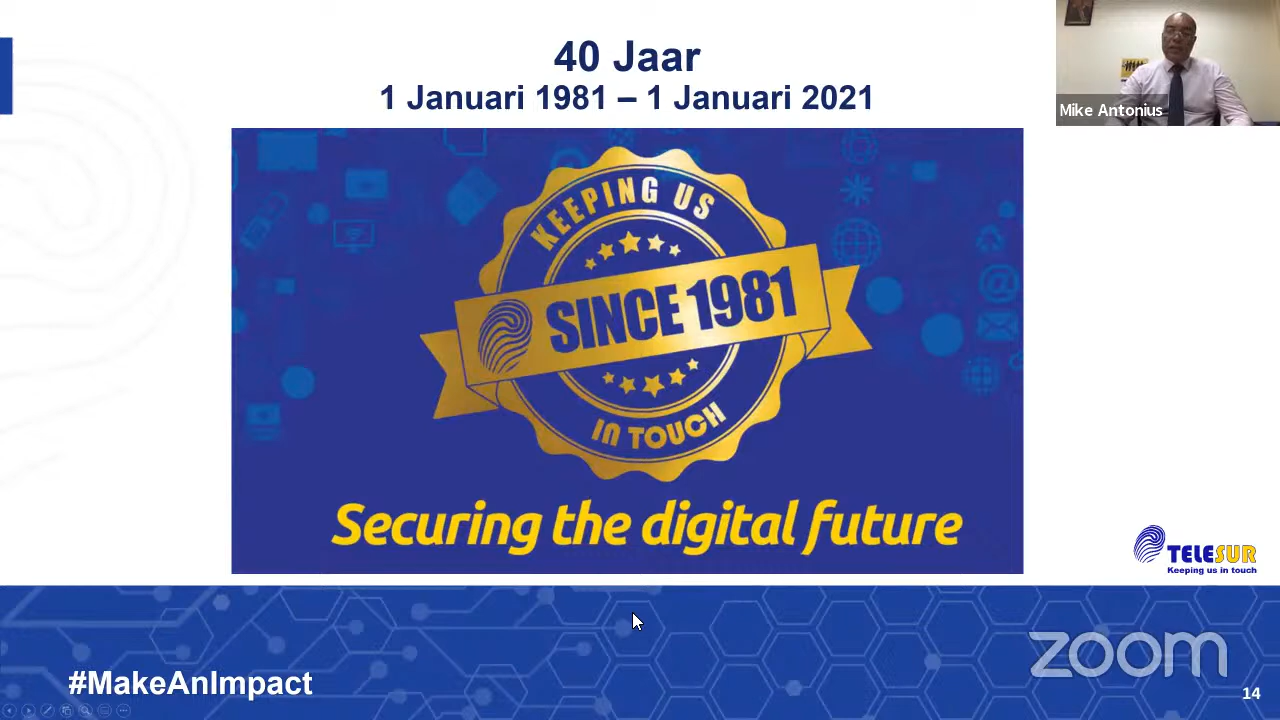 40 Jaar
1 Januari 1981 – 1 Januari 2021
Mike Antonius
KEEPING US
SINCE 1981
IN TOUCH
Securing the digital future
TELESUR
Keeping us in touch
zoom
#MakeAnImpact
14